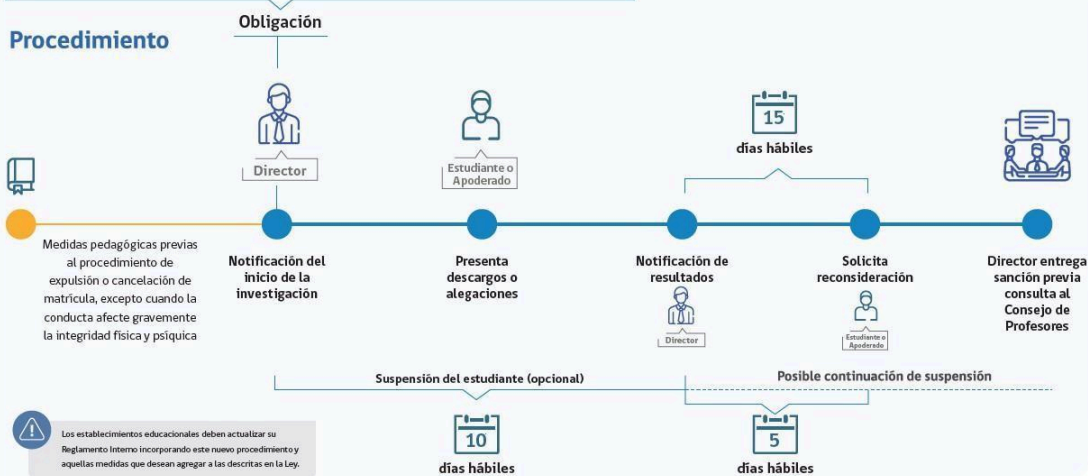 Obligación
Procedimiento
Director
Estudiante o
Apoderado
15
días hábiles
Medidas pedagógicas previas
al procedimiento de
expulsión o cancelación de
matrícula, excepto cuando la
conducta afecte gravemente
la integridad física y psíquica
Notificación del
inicio de la
investigación
Presenta
descargos o
alegaciones
Notificación de
resultados
Director
Solicita
reconsideración
Estudiante o
Apoderado
Director entrega
sanción previa
consulta al
Consejo de
Profesores
Suspensión del estudiante (opcional)
Posible continuación de suspensión
10
días hábiles
5
días hábiles
Los establecimientos educacionales deben actualizar su
Reglamento Interno incorporando este nuevo procedimiento y
aquellas medidas que desean agregar a las descritas en la Ley.